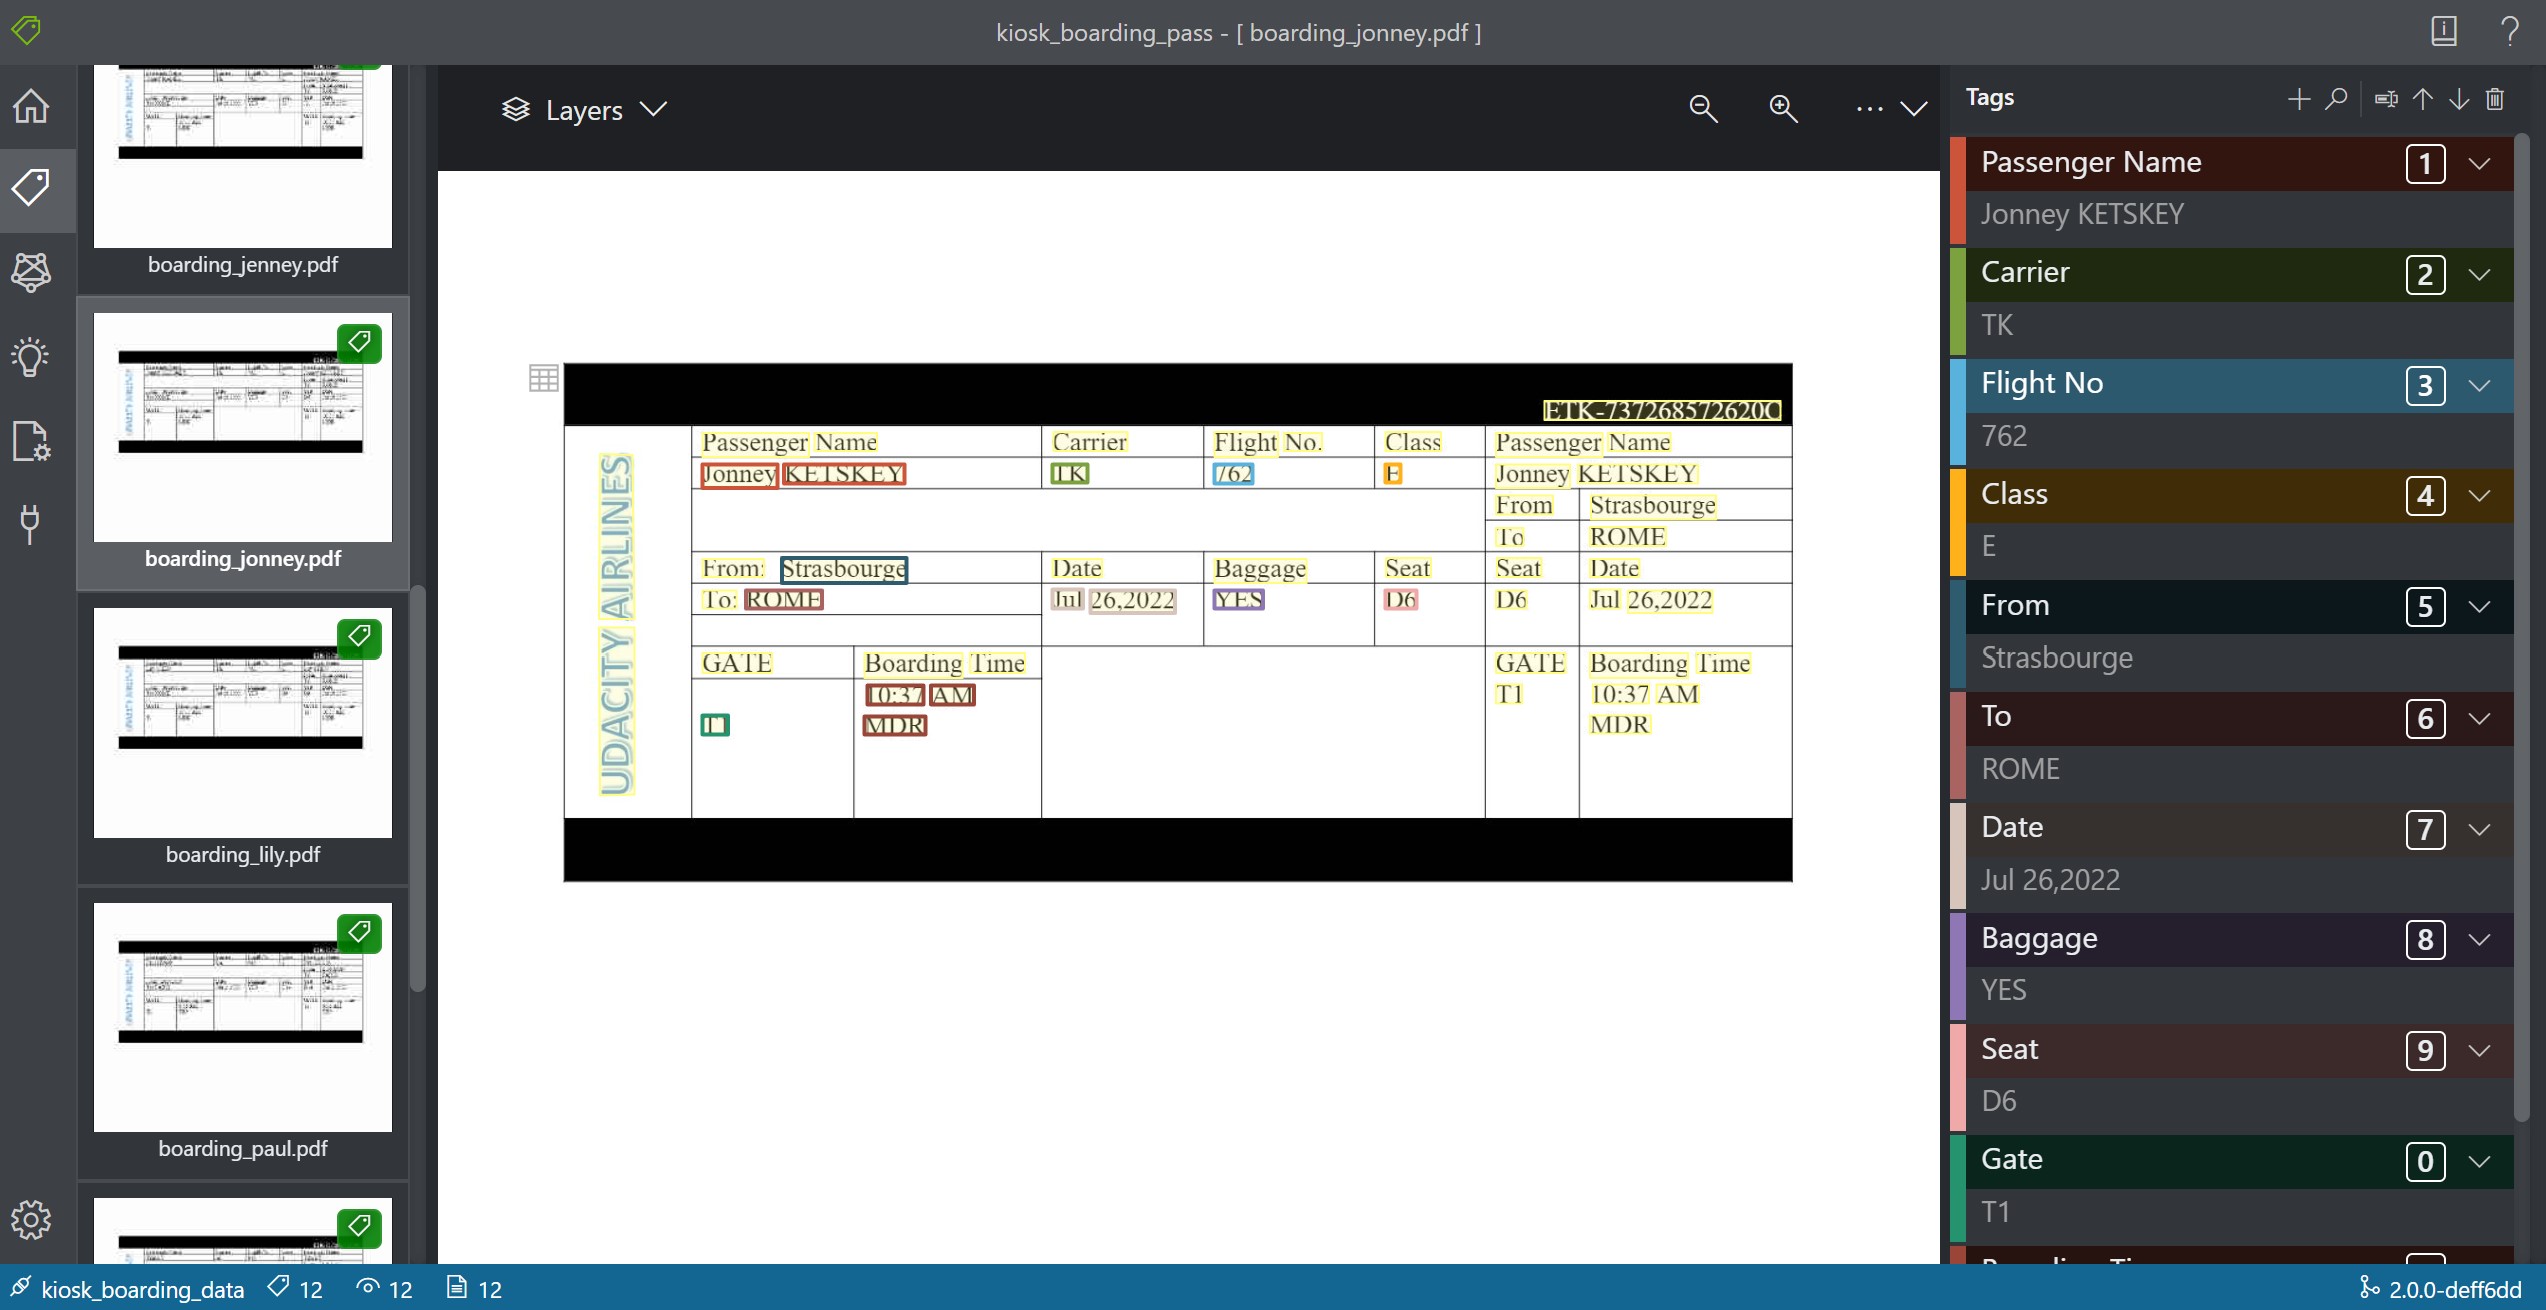 kiosk_boarding_pass - [ boarding_jonney.pdf ]
boarding_jenney.pdf
boarding_jonney.pdf
boarding_lily.pdf
boarding_paul.pdf
Layers
ETK-737268572620C
UDACITY AIRLINES
Passenger Name Carrier Flight No. Class Passenger Name
Jonney KETSKEY TK 762 E Jonney KETSKEY
From Strasbourge
To ROME
From: Strasbourge Date Baggage Seat Seat Date
To: ROME Jul 26,2022 YES D6 D6 Jul 26,2022
GATE Boarding Time GATE Boarding Time
10:37 AM T1 10:37 AM
T1 MDR MDR
Tags
Passenger Name 1
Jonney KETSKEY
Carrier 2
TK
Flight No 3
762
Class 4
E
From 5
Strasbourge
To 6
ROME
Date 7
Jul 26,2022
Baggage 8
YES
Seat 9
D6
Gate 0
T1
kiosk_boarding_data 12 12 12
2.0.0-deff6dd